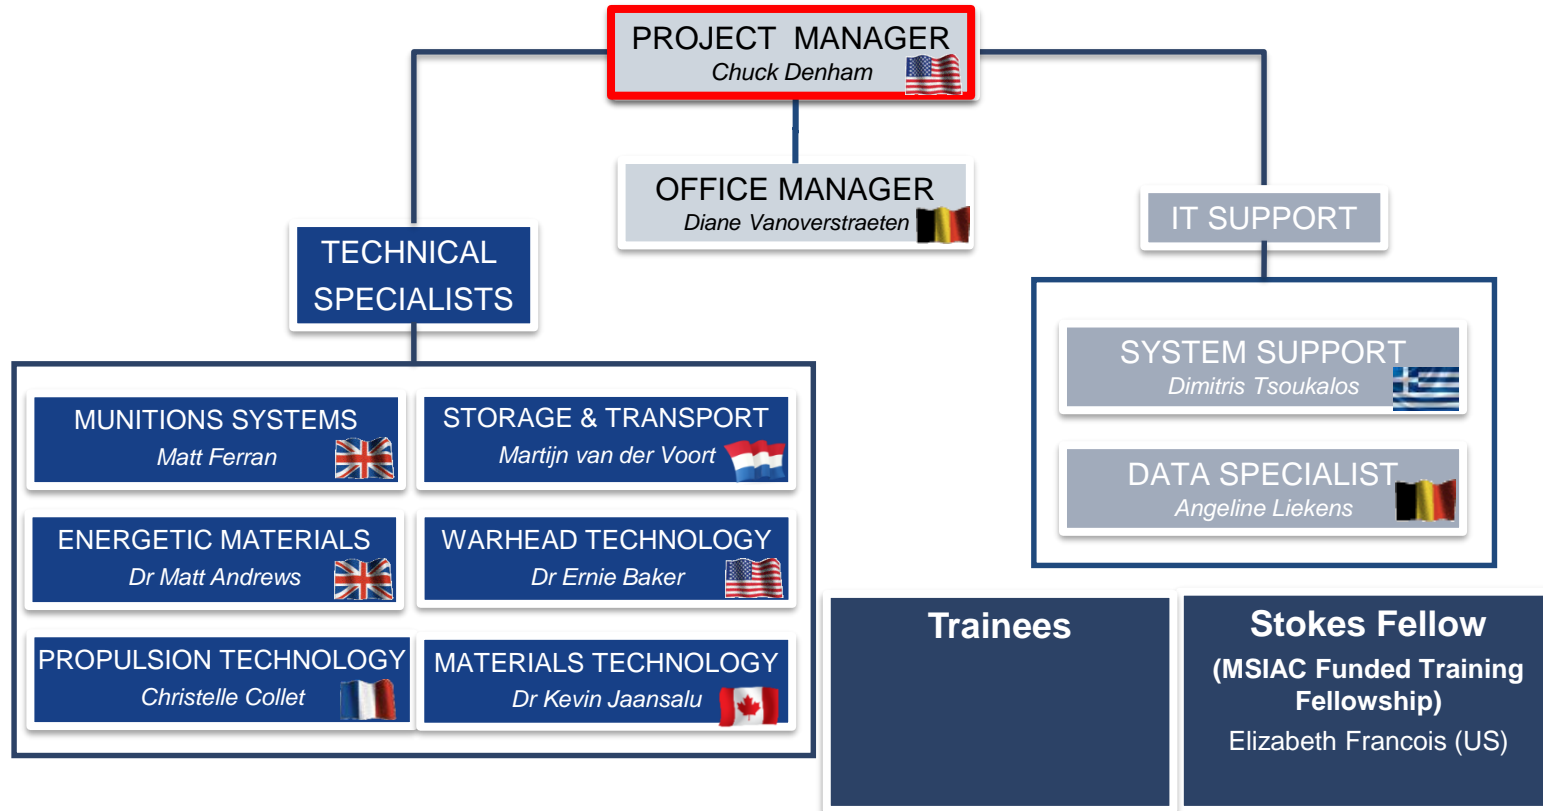 PROJECT MANAGER
Chuck Denham
OFFICE MANAGER
Diane Vanoverstraeten
TECHNICAL
SPECIALISTS
IT SUPPORT
MUNITIONS SYSTEMS
Matt Ferran
STORAGE & TRANSPORT
Martijn van der Voort
ENERGETIC MATERIALS
Dr Matt Andrews
WARHEAD TECHNOLOGY
Dr Ernie Baker
PROPULSION TECHNOLOGY
Christelle Collet
MATERIALS TECHNOLOGY
Dr Kevin Jaansalu
SYSTEM SUPPORT
Dimitris Tsoukalos
DATA SPECIALIST
Angeline Liekens
Trainees
Stokes Fellow
(MSIAC Funded Training
Fellowship)
Elizabeth Francois (US)